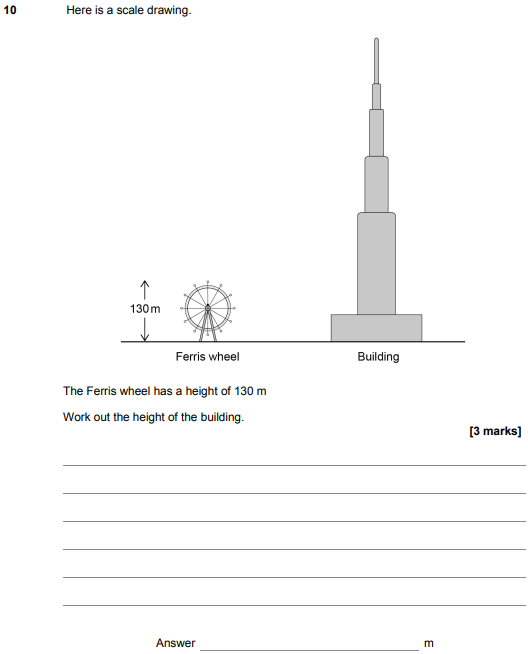 10 Here is a scale drawing.
130 m
Ferris wheel Building
The Ferris wheel has a height of 130 m
Work out the height of the building.
[3 marks]
Answer m